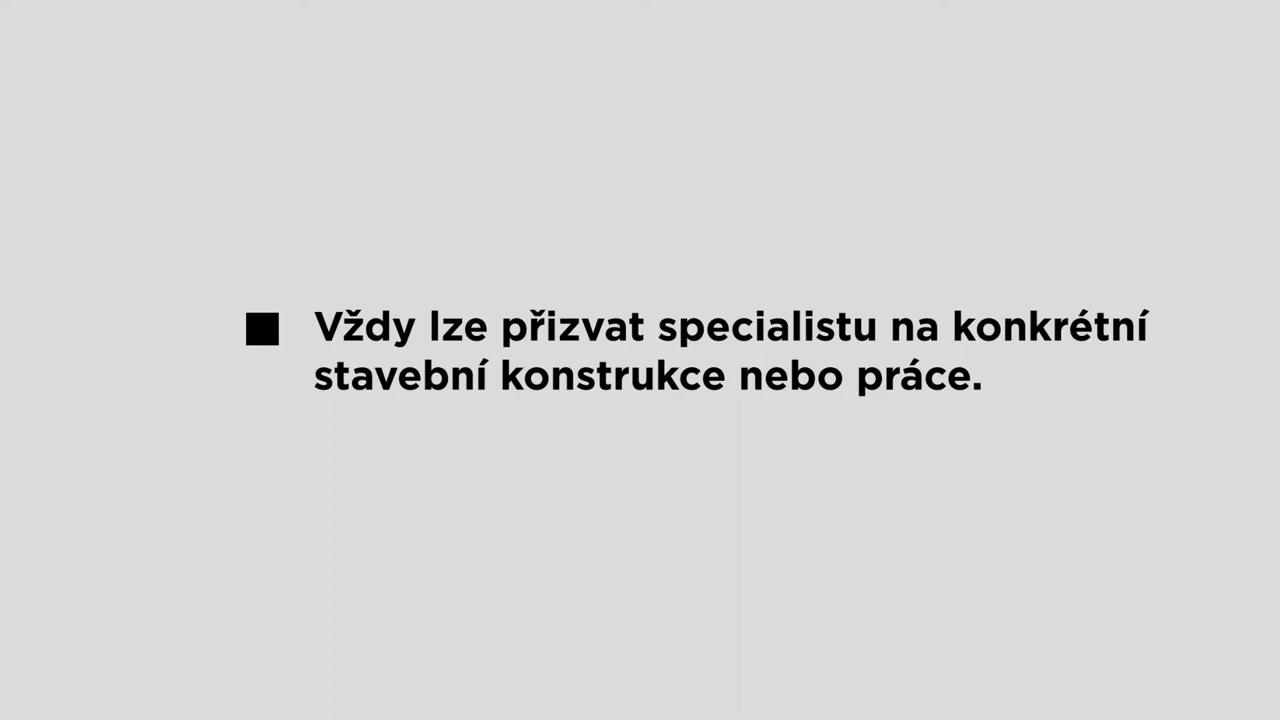 Vždy lze přizvat specialistu na konkrétní
stavební konstrukce nebo práce.